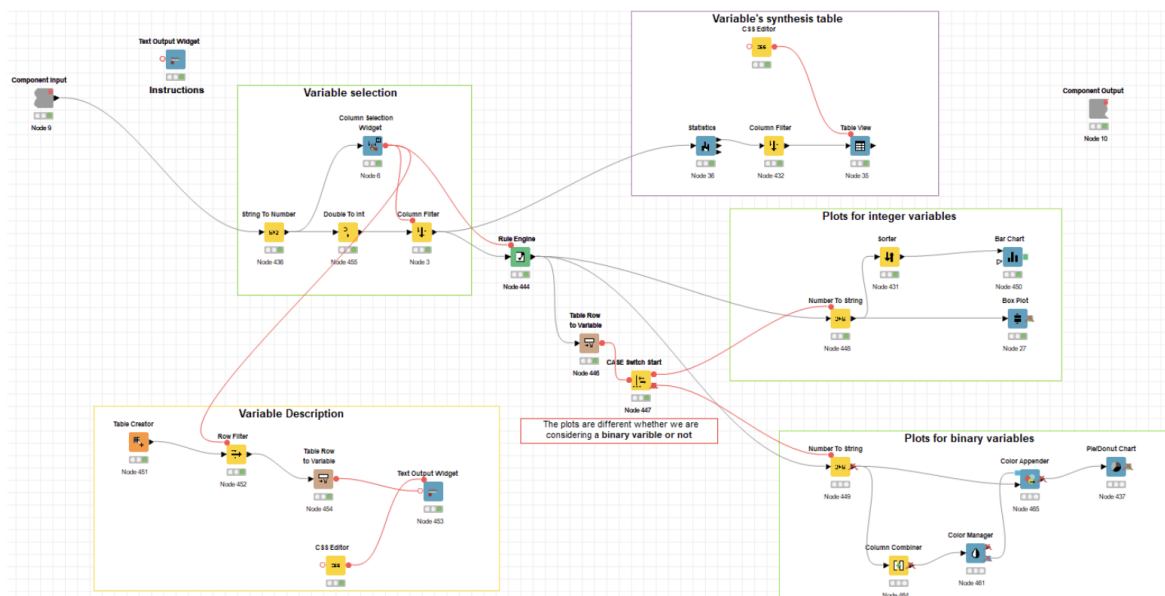 Text Output Widget
Instructions
Component Input
Node 9
Variable selection
Column Selection
Widget
Node 6
String To Number
Node 436
Double To Int
Node 455
Column Filter
Node 3
Rule Engine
Node 444
Table Row
to Variable
Node 446
CASE Switch Start
Node 447
The plots are different whether we are
considering a binary varible or not
Variable's synthesis table
CSS Editor
Statistics
Node 36
Column Filter
Node 432
Table View
Node 35
Component Output
Node 10
Plots for integer variables
Sorter
Node 431
Bar Chart
Node 450
Number To String
Node 448
Box Plot
Node 27
Variable Description
Table Creator
Node 451
Row Filter
Node 452
Table Row
to Variable
Node 454
Text Output Widget
Node 453
CSS Editor
Plots for binary variables
Number To String
Node 449
Color Appender
Node 465
Pie/Donut Chart
Node 437
Column Combiner
Node 464
Color Manager
Node 461